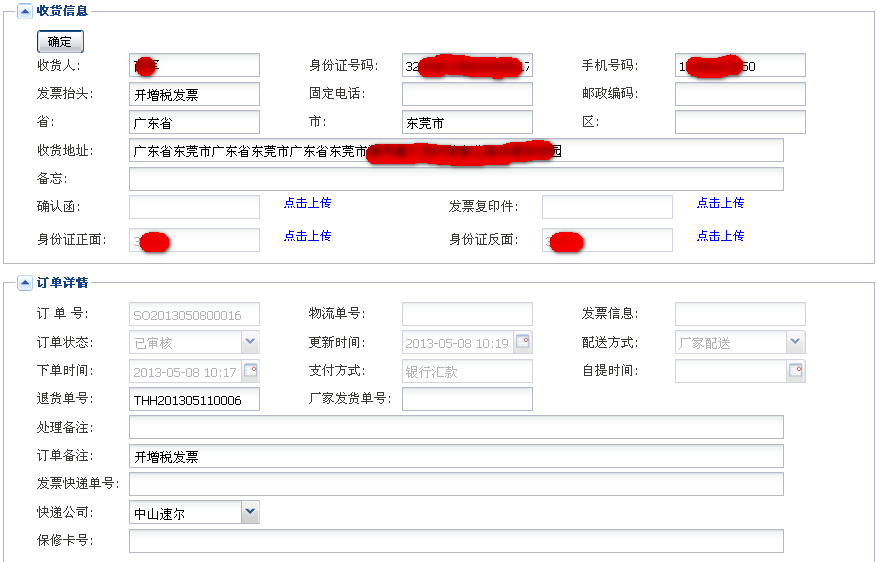 收货信息
确定
收货人: 身份证号码: 32 17 手机号码: 1 50
发票抬头: 开增税发票 固定电话: 邮政编码:
省: 广东省 市: 东莞市 区:
收货地址: 广东省东莞市广东省东莞市广东省东莞市 园
备忘:
确认函: 点击上传 发票复印件: 点击上传
身份证正面: 3 点击上传 身份证反面: 点击上传
订单详情
订 单 号: SO2013050800016 物流单号: 发票信息:
订单状态: 已审核 更新时间: 2013-05-08 10:19 配送方式: 厂家配送
下单时间: 2013-05-08 10:17 支付方式: 银行汇款 自提时间:
退货单号: THH201305110006 厂家发货单号:
处理备注:
订单备注: 开增税发票
发票快递单号:
快递公司: 中山速尔
保修卡号: